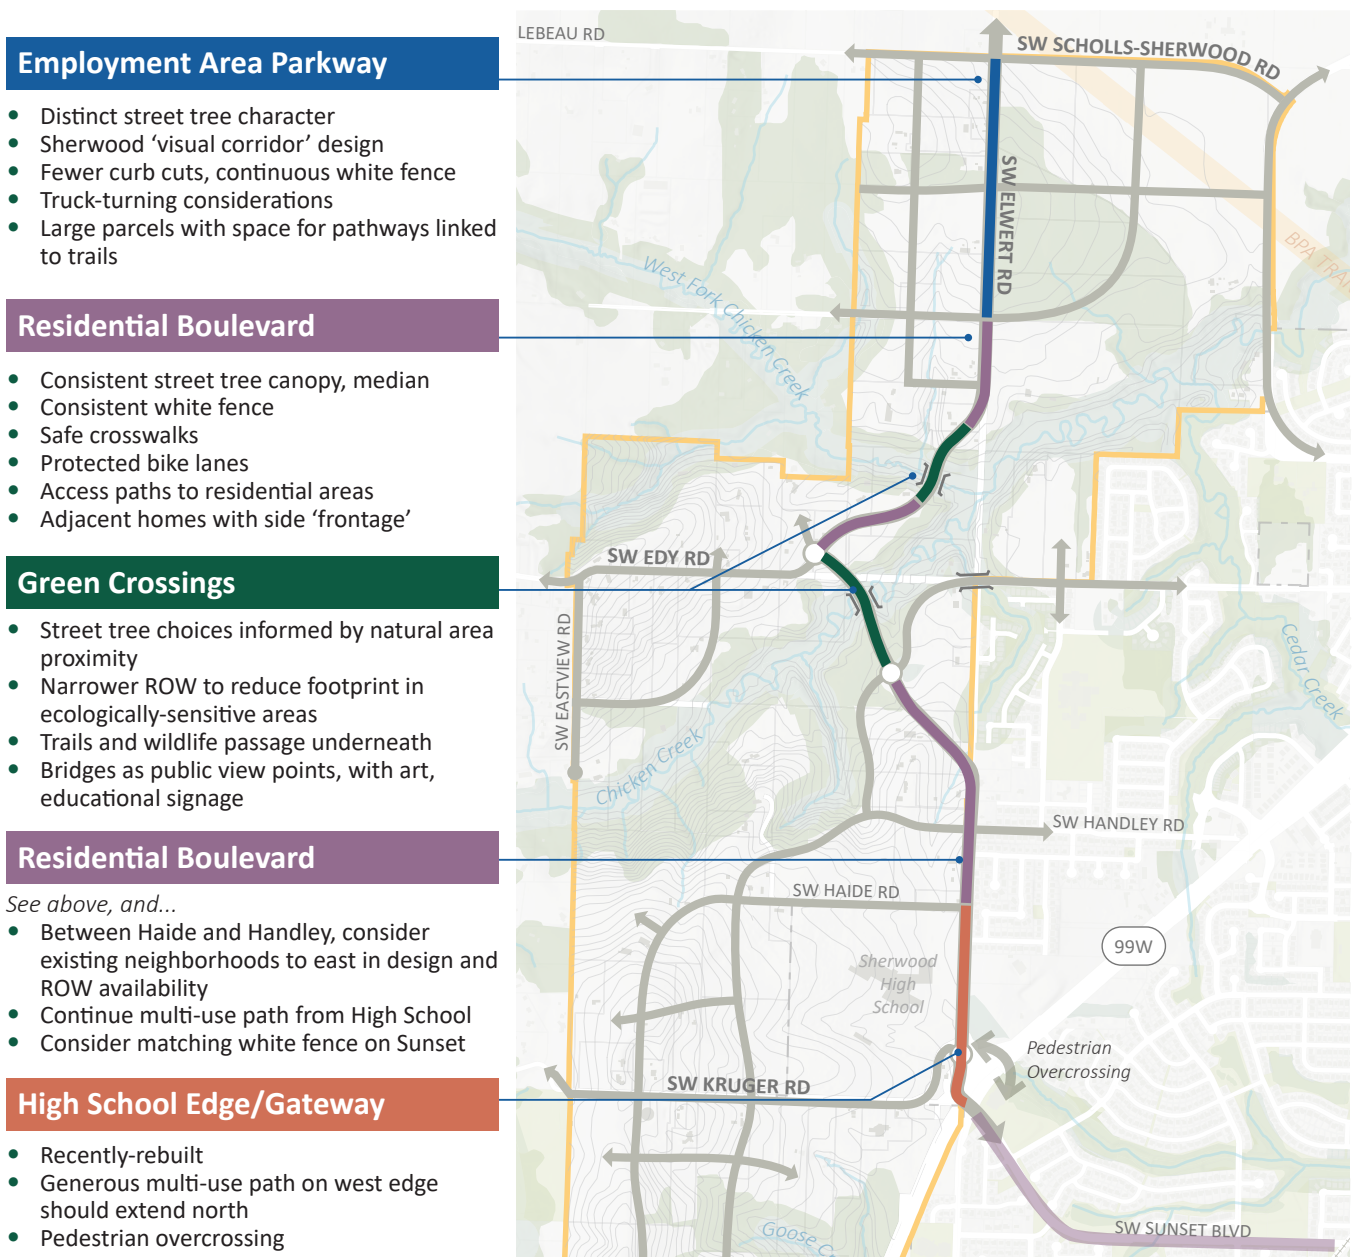 Employment Area Parkway
• Distinct street tree character
• Sherwood ‘visual corridor’ design
• Fewer curb cuts, continuous white fence
• Truck-turning considerations
• Large parcels with space for pathways linked
to trails
Residential Boulevard
• Consistent street tree canopy, median
• Consistent white fence
• Safe crosswalks
• Protected bike lanes
• Access paths to residential areas
• Adjacent homes with side ‘frontage’
Green Crossings
• Street tree choices informed by natural area
proximity
• Narrower ROW to reduce footprint in
ecologically-sensitive areas
• Trails and wildlife passage underneath
• Bridges as public view points, with art,
educational signage
Residential Boulevard
See above, and...
• Between Haide and Handley, consider
existing neighborhoods to east in design and
ROW availability
• Continue multi-use path from High School
• Consider matching white fence on Sunset
High School Edge/Gateway
• Recently-rebuilt
• Generous multi-use path on west edge
should extend north
• Pedestrian overcrossing
LEBEAU RD
SW SCHOLLS-SHERWOOD RD
SW ELWERT RD
BPA TRA
West Fork Chicken Creek
SW EDY RD
SW EASTVIEW RD
Cedar Creek
Chicken Creek
SW HANDLEY RD
SW HAIDE RD
99W
Sherwood
High
School
Pedestrian
Overcrossing
SW KRUGER RD
SW SUNSET BLVD
Goose C